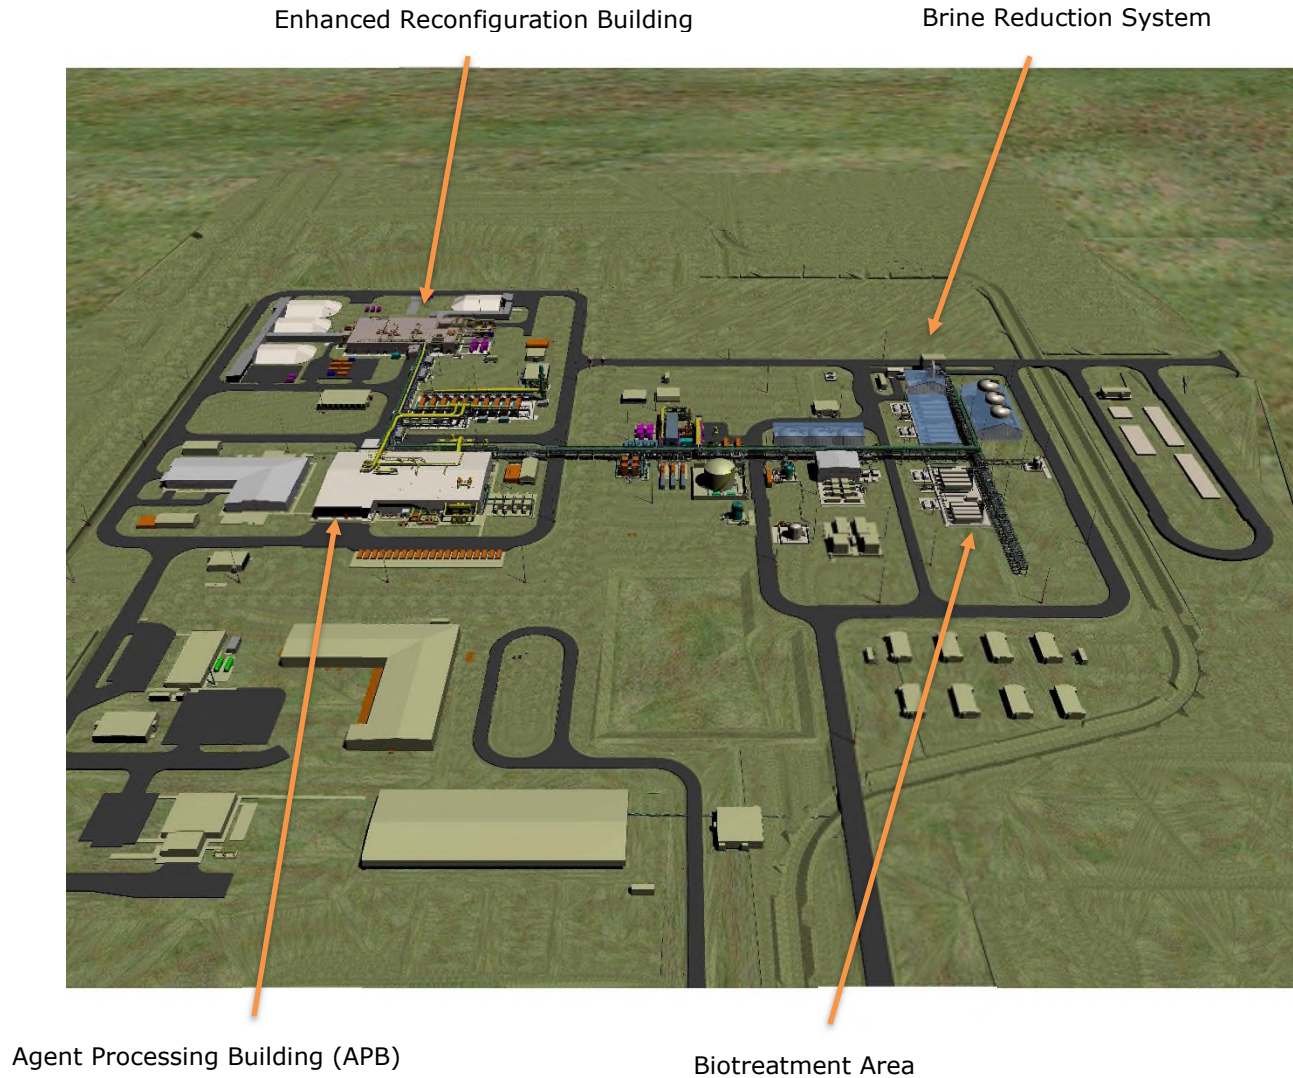 Enhanced Reconfiguration Building
Brine Reduction System
Agent Processing Building (APB)
Biotreatment Area